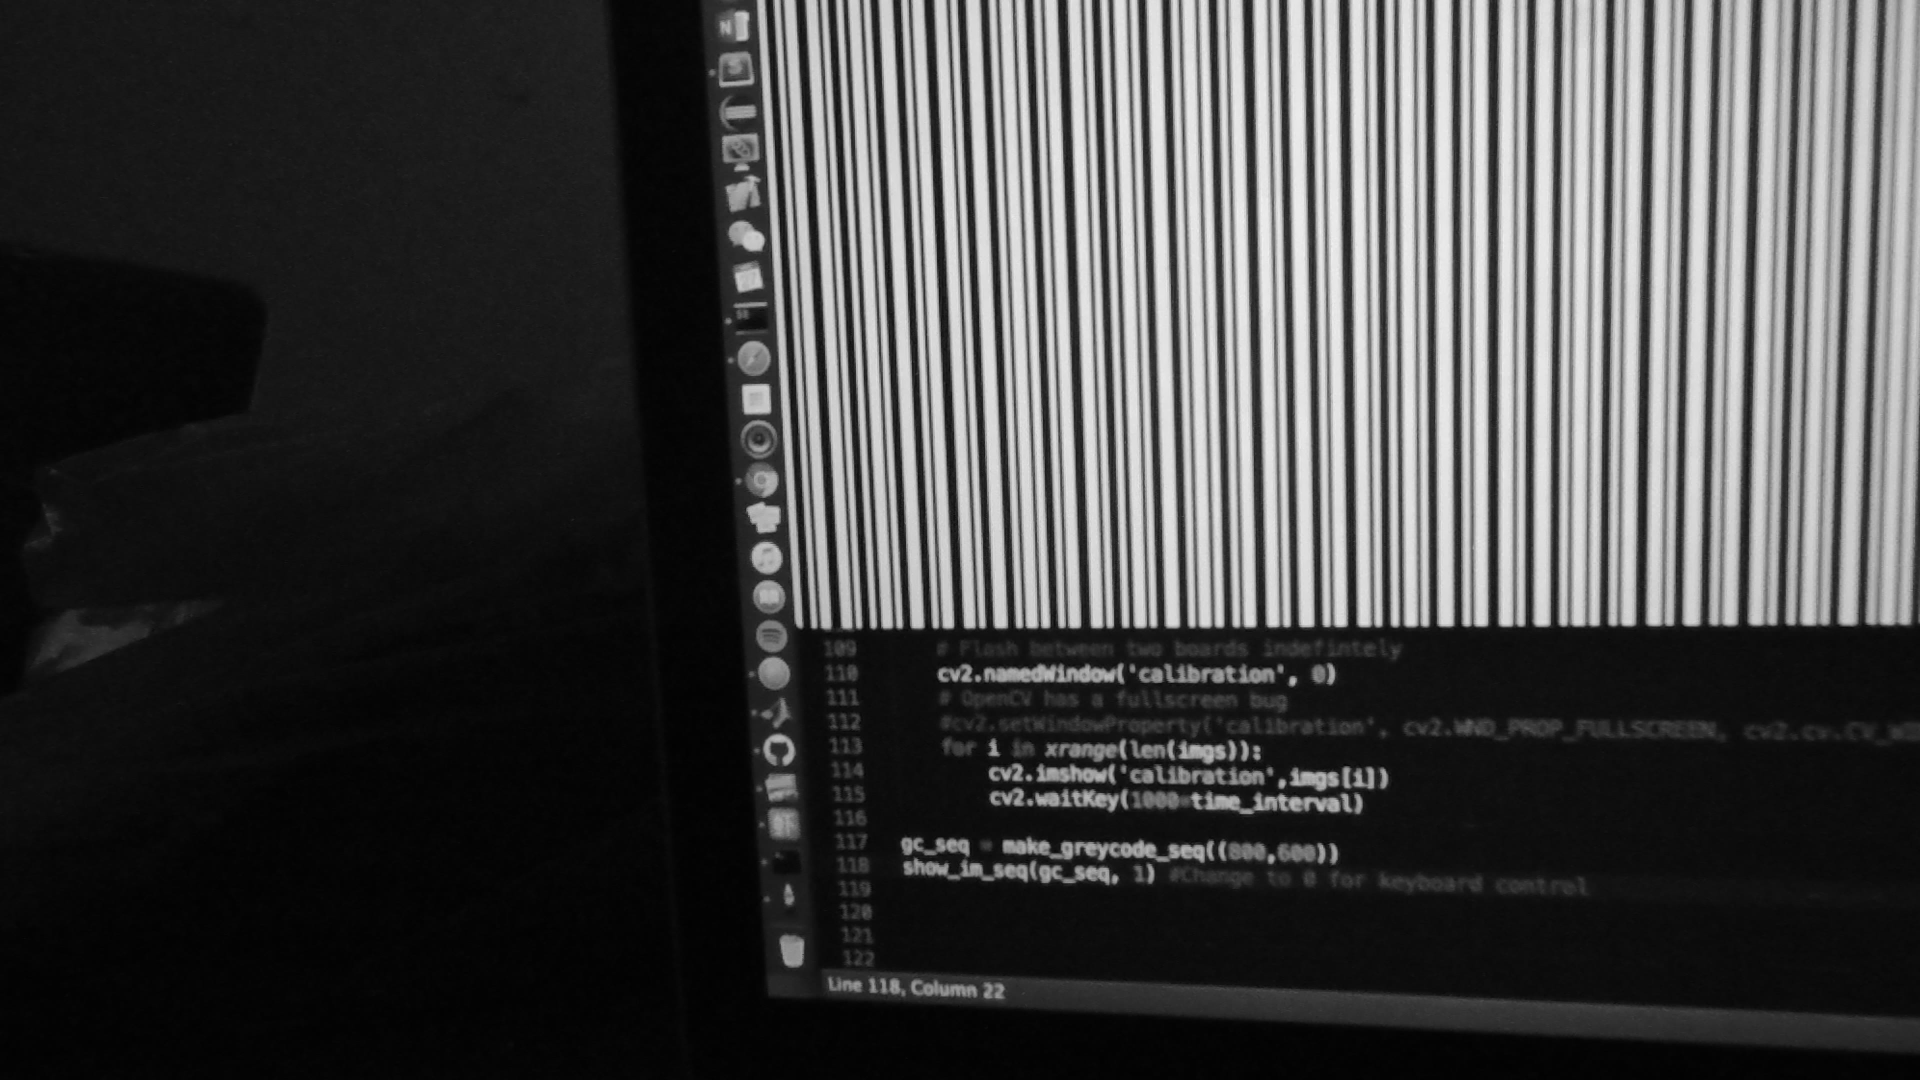 109 # Flash between two boards indefintely
110 cv2.namedWindow('calibration', 0)
111 # OpenCV has a fullscreen bug
112 #cv2.setWindowProperty('calibration', cv2.WND_PROP_FULLSCREEN, cv2.cv.CV_WI
113 for i in xrange(len(imgs)):
114 cv2.imshow('calibration',imgs[i])
115 cv2.waitKey(1000*time_interval)
116
117 gc_seq = make_greycode_seq((800,600))
118 show_im_seq(gc_seq, 1) #Change to 0 for keyboard control
119
120
121
122
Line 118, Column 22